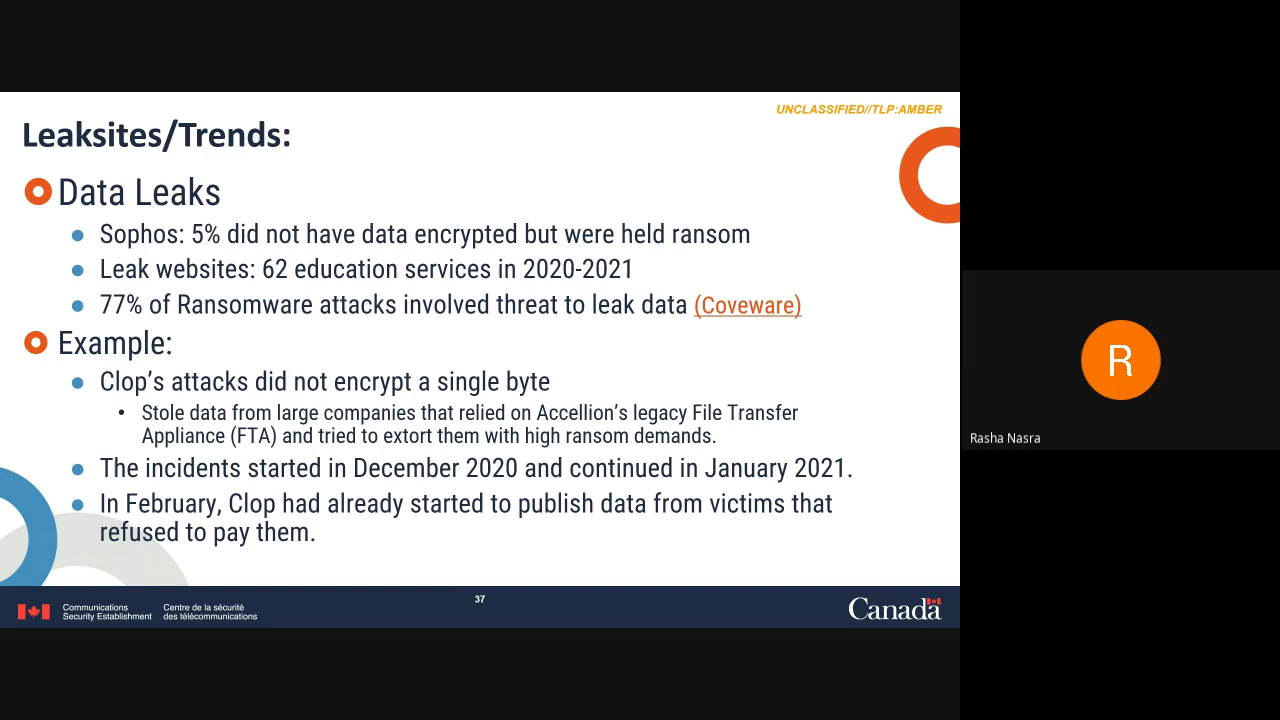 UNCLASSIFIED//TLP:AMBER
Leaksites/Trends:
Data Leaks
Sophos: 5% did not have data encrypted but were held ransom
Leak websites: 62 education services in 2020-2021
77% of Ransomware attacks involved threat to leak data (Coveware)
Example:
Clop’s attacks did not encrypt a single byte
Stole data from large companies that relied on Accellion’s legacy File Transfer
Appliance (FTA) and tried to extort them with high ransom demands.
The incidents started in December 2020 and continued in January 2021.
In February, Clop had already started to publish data from victims that
refused to pay them.
Communications
Security Establishment
Centre de la sécurité
des télécommunications
37
Canada
R
Rasha Nasra